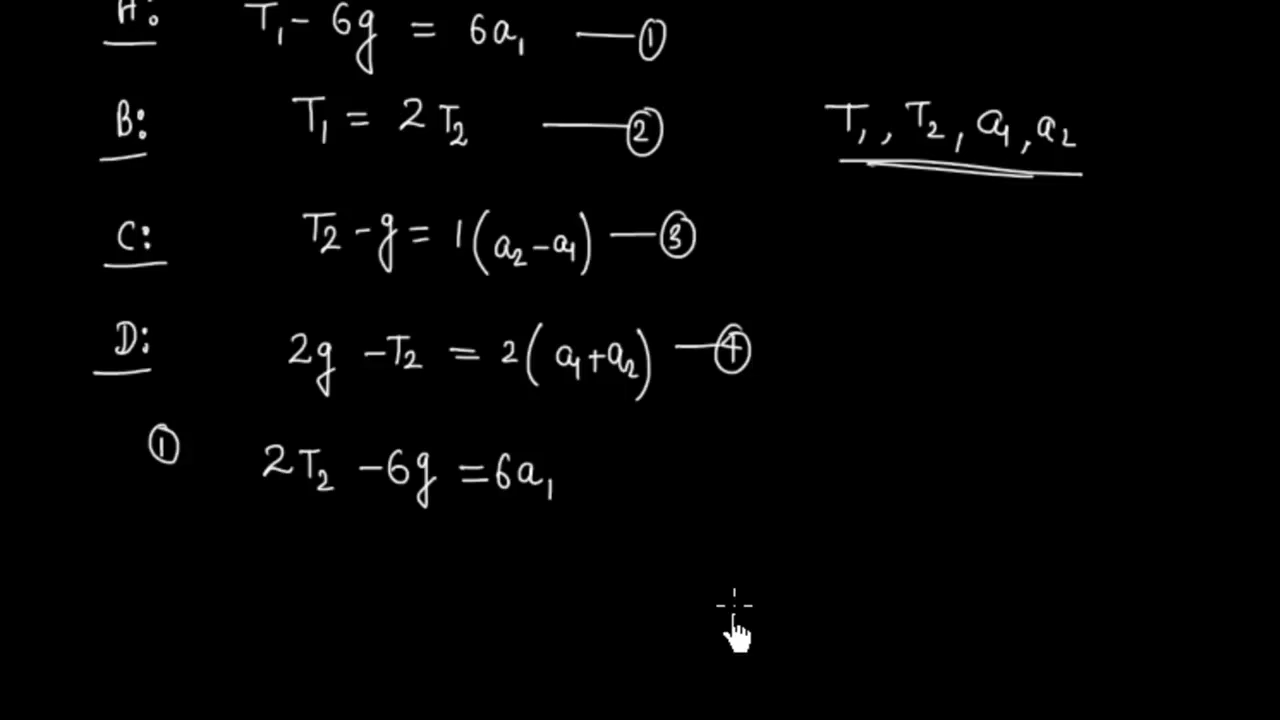 A: T₁ - 6g = 6a₁ —①
B: T₁ = 2T₂ —② T₁, T₂, a₁, a₂
C: T₂ - g = 1(a₂ - a₁) —③
D: 2g - T₂ = 2(a₁ + a₂) —④
① 2T₂ - 6g = 6a₁